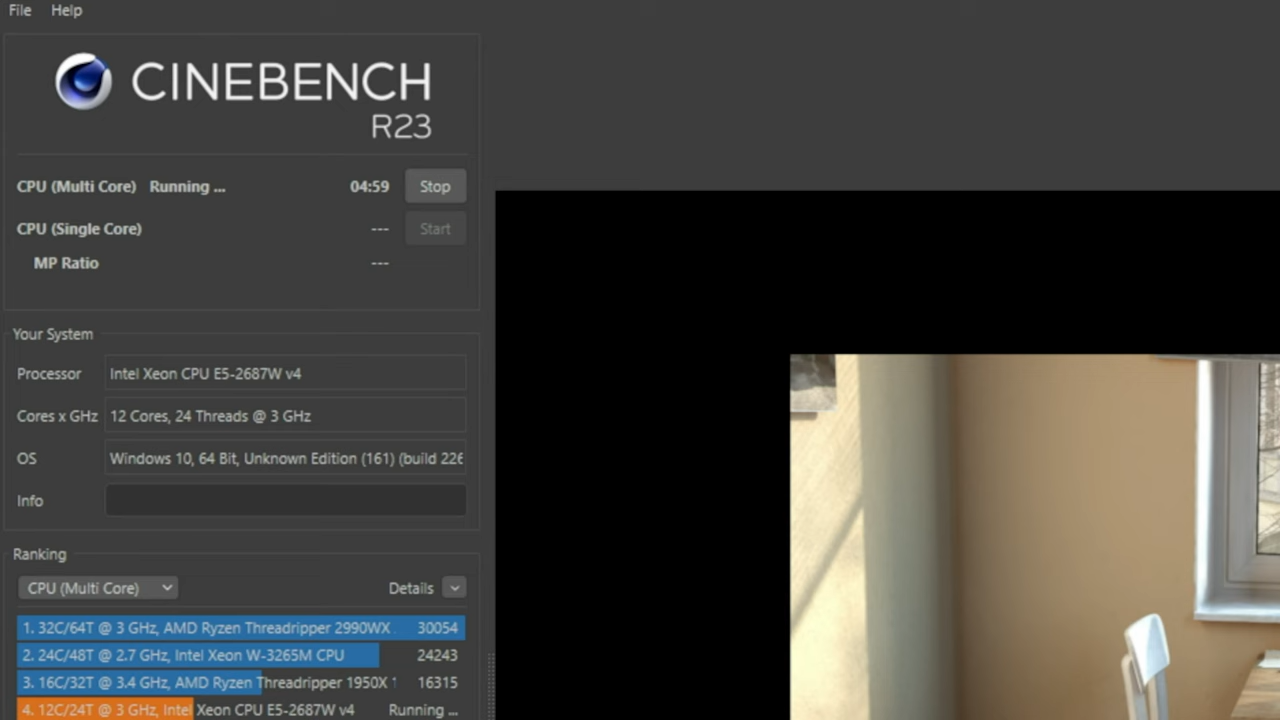 File Help
CINEBENCH
R23
CPU (Multi Core) Running ... 04:59 Stop
CPU (Single Core) --- Start
MP Ratio ---
Your System
Processor Intel Xeon CPU E5-2687W v4
Cores x GHz 12 Cores, 24 Threads @ 3 GHz
OS Windows 10, 64 Bit, Unknown Edition (161) (build 226
Info
Ranking
CPU (Multi Core) Details
1. 32C/64T @ 3 GHz, AMD Ryzen Threadripper 2990WX 30054
2. 24C/48T @ 2.7 GHz, Intel Xeon W-3265M CPU 24243
3. 16C/32T @ 3.4 GHz, AMD Ryzen Threadripper 1950X 1 16315
4. 12C/24T @ 3 GHz, Intel Xeon CPU E5-2687W v4 Running ...